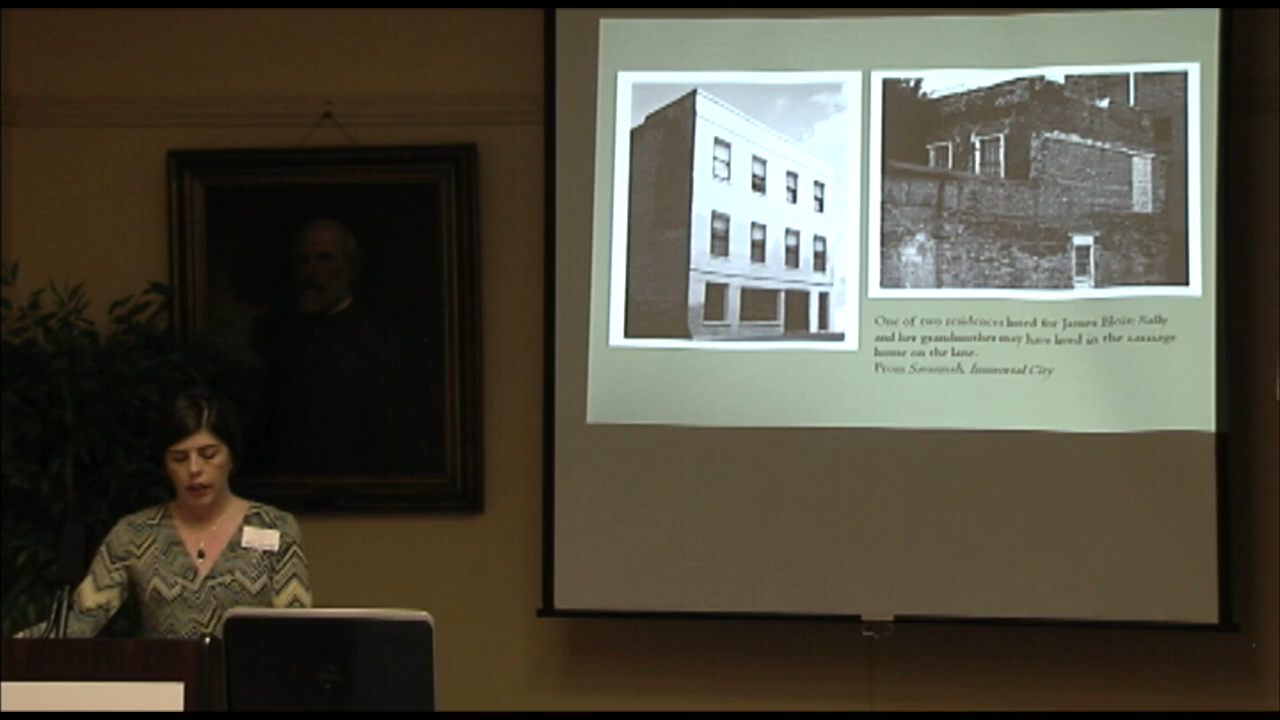 One of two residences listed for James Blair; Sally
and her grandmother may have lived in the carriage
house on the lane.
From Savannah, Immortal City